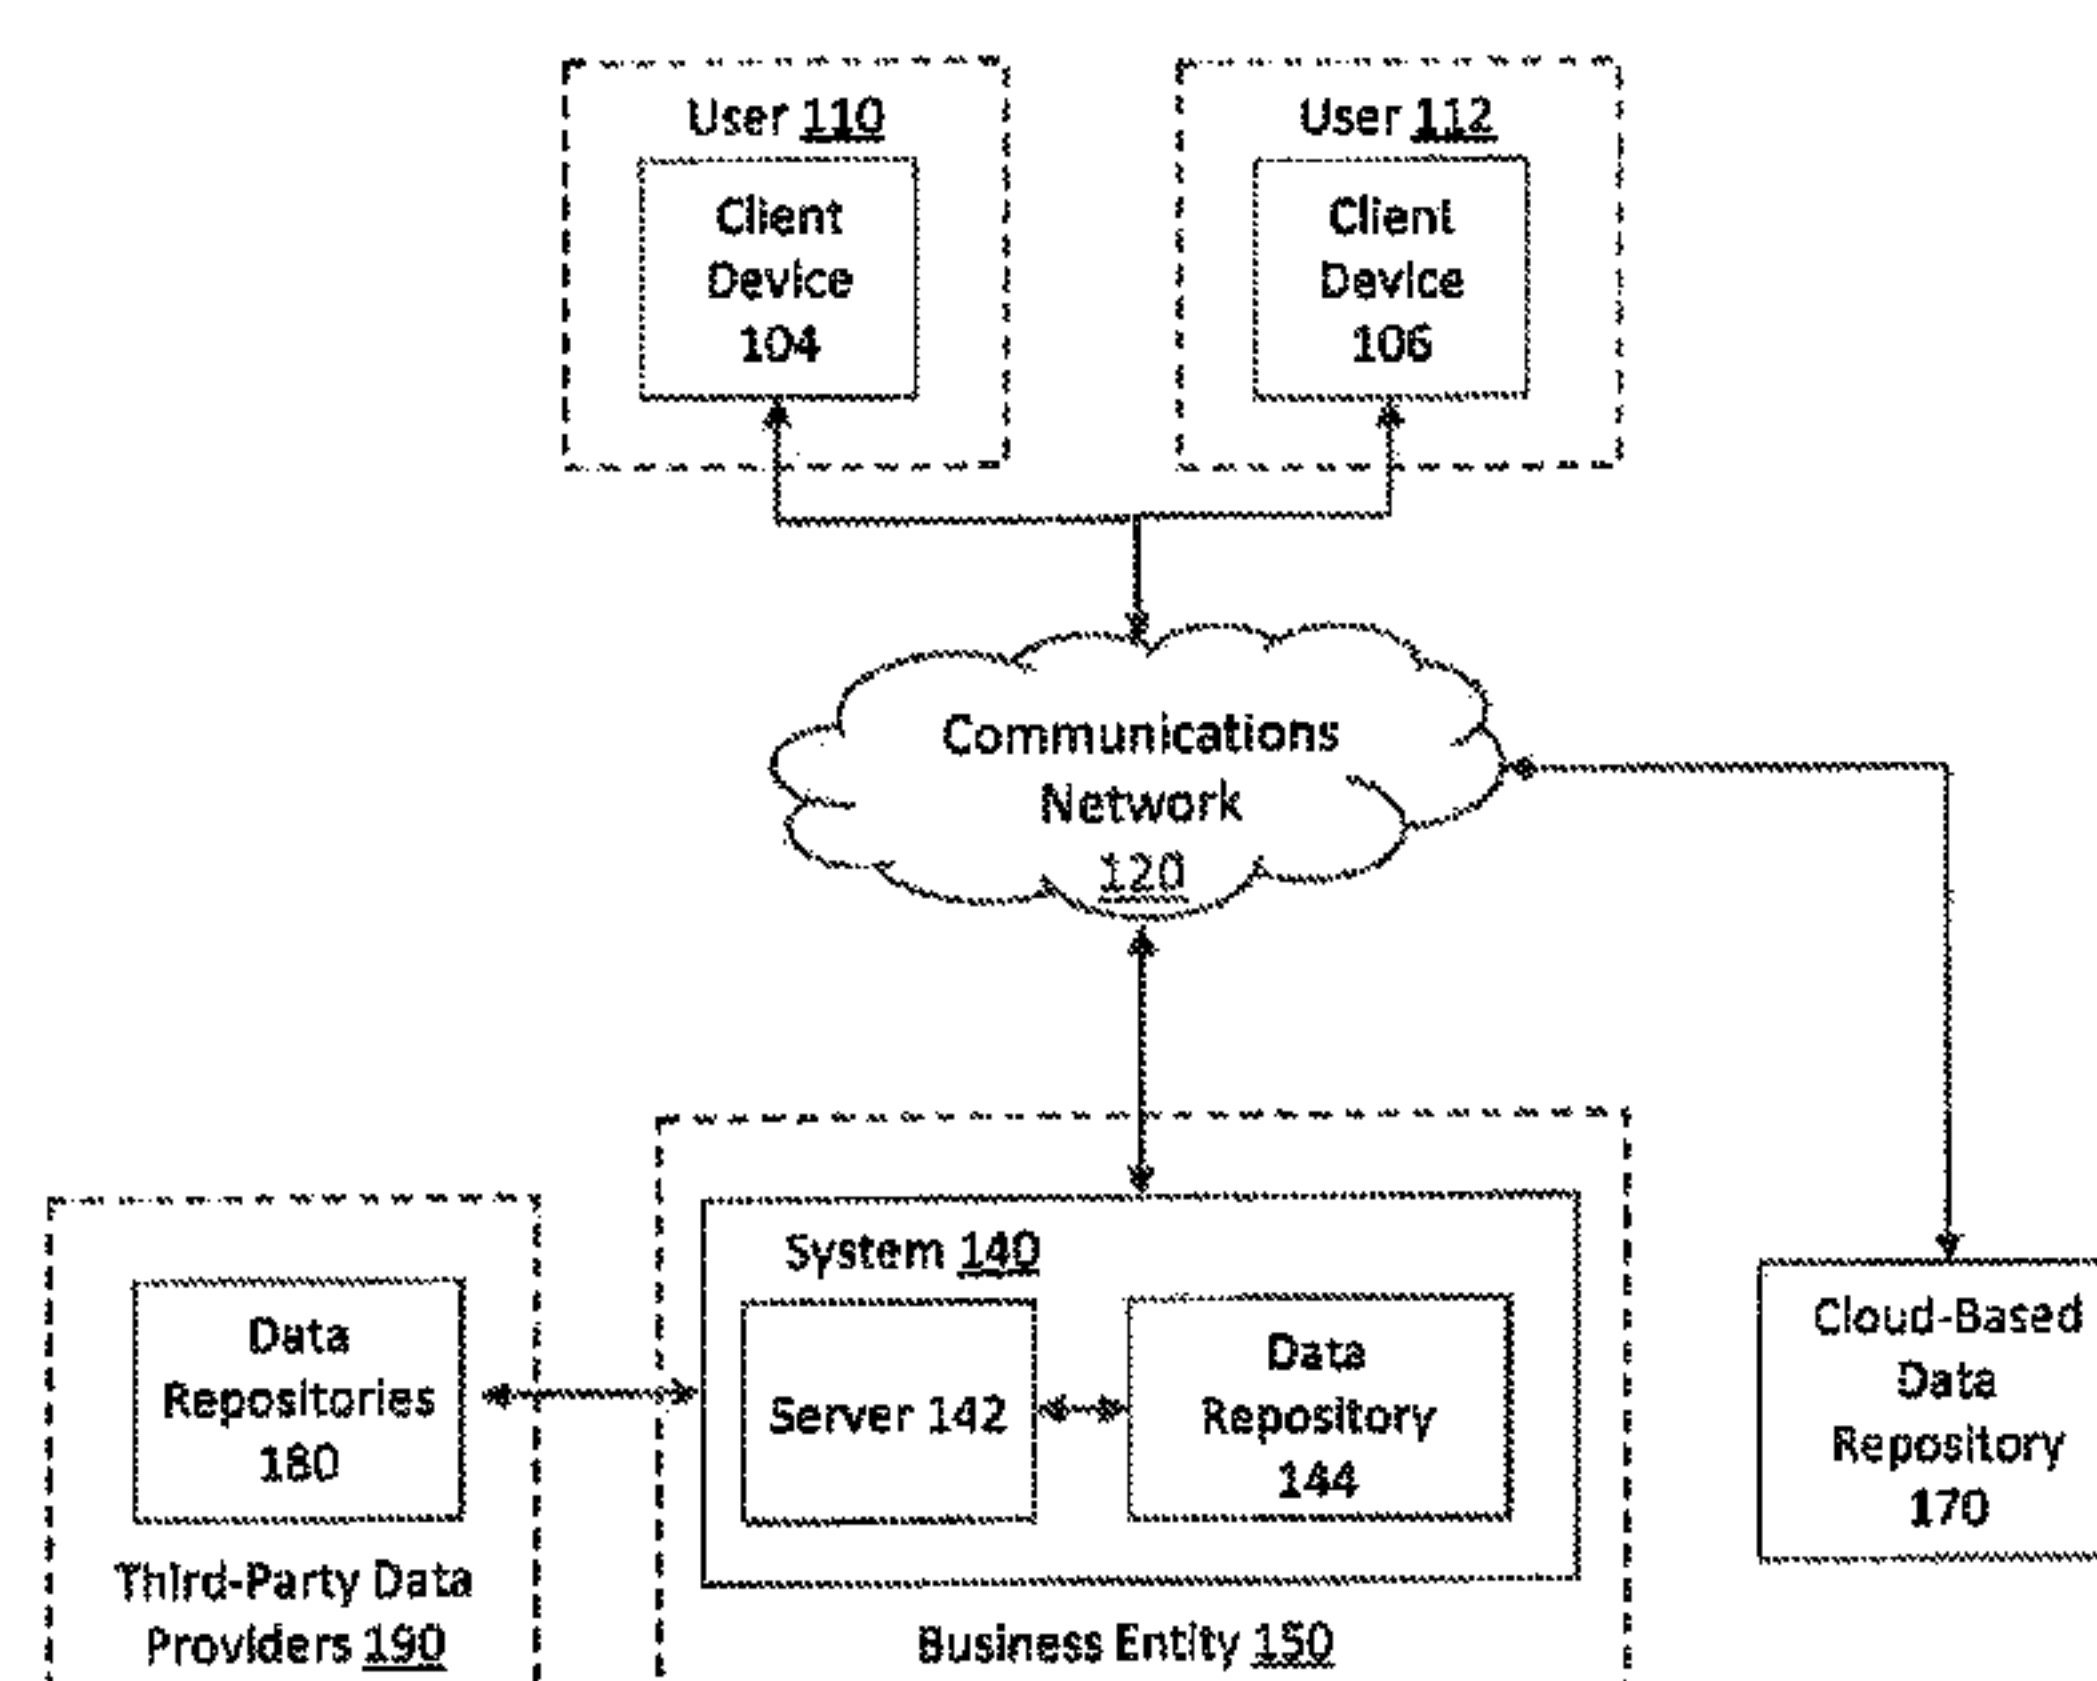 User 110
Client
Device
104
User 112
Client
Device
106
Communications
Network
120
System 140
Server 142
Data
Repository
144
Business Entity 150
Data
Repositories
180
Third-Party Data
Providers 190
Cloud-Based
Data
Repository
170